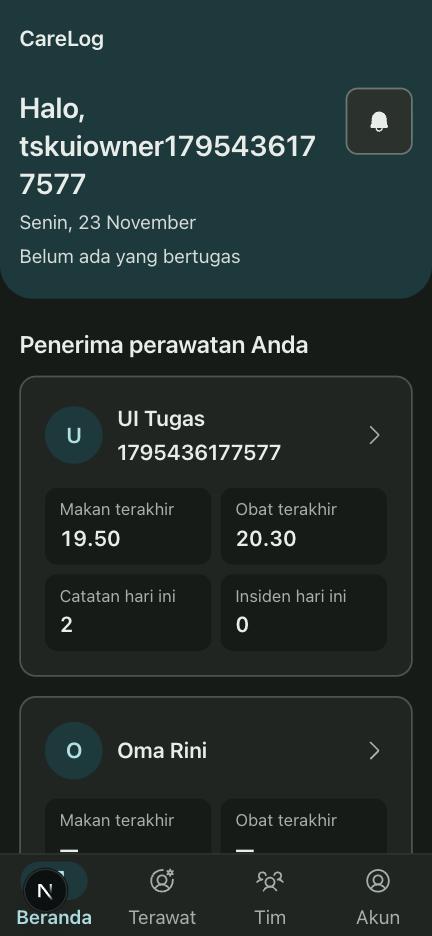 CareLog
Halo,
tskuiowner179543617
7577
Senin, 23 November
Belum ada yang bertugas
Penerima perawatan Anda
U
UI Tugas
1795436177577
Makan terakhir
19.50
Obat terakhir
20.30
Catatan hari ini
2
Insiden hari ini
0
O
Oma Rini
Makan terakhir
—
Obat terakhir
—
N
Beranda
Terawat
Tim
Akun